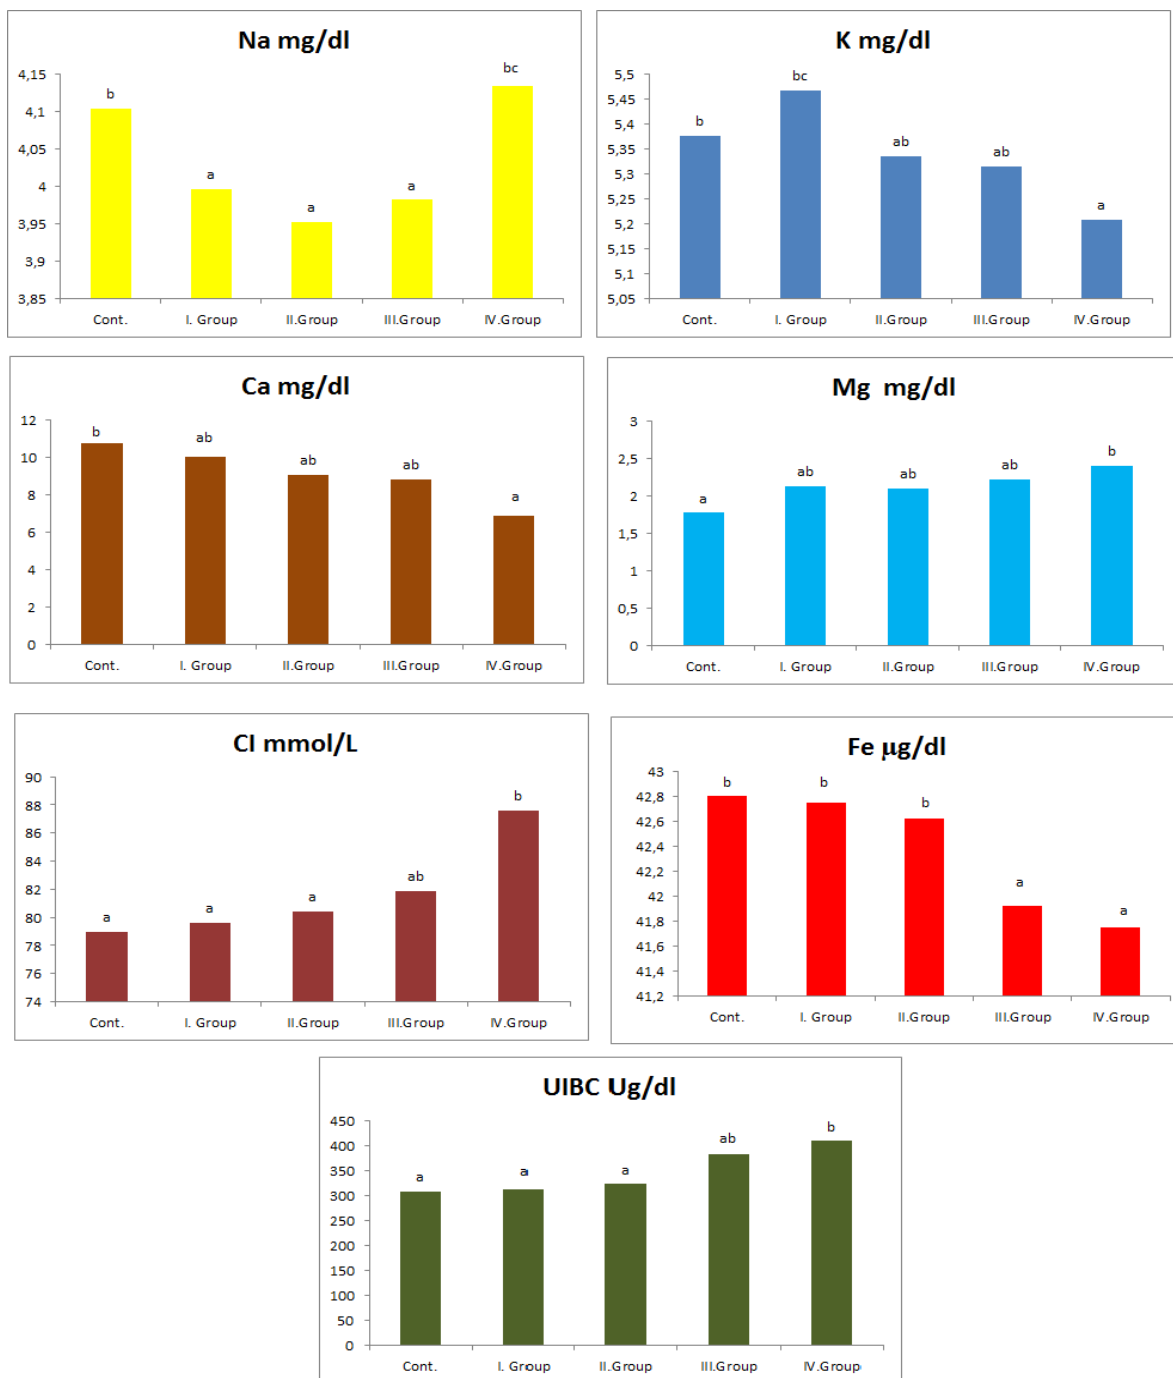 Na mg/dl
4,15
4,1
4,05
4
3,95
3,9
3,85
b
a
a
a
bc
Cont.
I. Group
II.Group
III.Group
IV.Group
K mg/dl
5,5
5,45
5,4
5,35
5,3
5,25
5,2
5,15
5,1
5,05
b
bc
ab
ab
a
Cont.
I. Group
II.Group
III.Group
IV.Group
Ca mg/dl
12
10
8
6
4
2
0
b
ab
ab
ab
a
Cont.
I. Group
II.Group
III.Group
IV.Group
Mg mg/dl
3
2,5
2
1,5
1
0,5
0
a
ab
ab
ab
b
Cont.
I. Group
II.Group
III.Group
IV.Group
Cl mmol/L
90
88
86
84
82
80
78
76
74
a
a
a
ab
b
Cont.
I. Group
II.Group
III.Group
IV.Group
Fe µg/dl
43
42,8
42,6
42,4
42,2
42
41,8
41,6
41,4
41,2
b
b
b
a
a
Cont.
I. Group
II.Group
III.Group
IV.Group
UIBC Ug/dl
450
400
350
300
250
200
150
100
50
0
a
a
a
ab
b
Cont.
I. Group
II.Group
III.Group
IV.Group